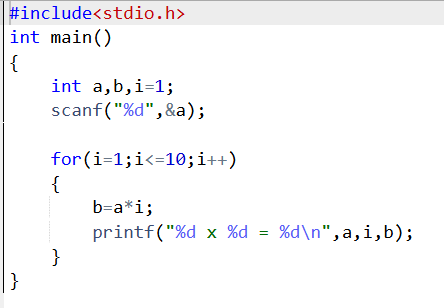 #include<stdio.h>
int main()
{
    int a,b,i=1;
    scanf("%d",&a);

    for(i=1;i<=10;i++)
    {
        b=a*i;
        printf("%d x %d = %d\n",a,i,b);
    }
}